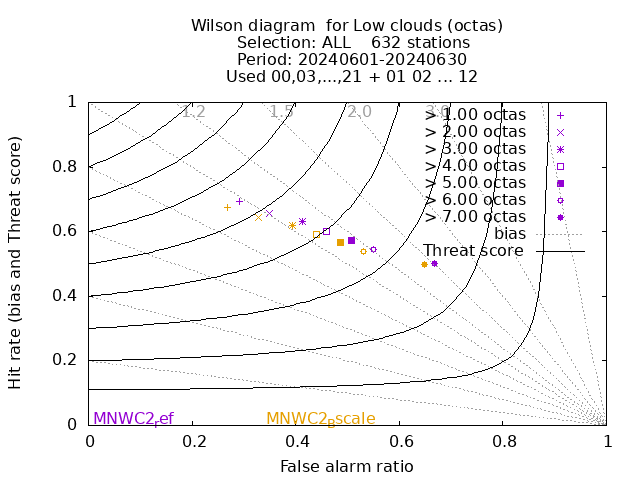 Wilson diagram  for Low clouds (octas)
Selection: ALL    632 stations
Period: 20240601-20240630
Used 00,03,...,21 + 01 02 ... 12
Hit rate (bias and Threat score)
1
0.8
0.6
0.4
0.2
0
1.2 1.5 2.0 3.0
> 1.00 octas
> 2.00 octas
> 3.00 octas
> 4.00 octas
> 5.00 octas
> 6.00 octas
> 7.00 octas
bias
Threat score
MNWC2ref MNWC2Bscale
0 0.2 0.4 0.6 0.8 1
False alarm ratio